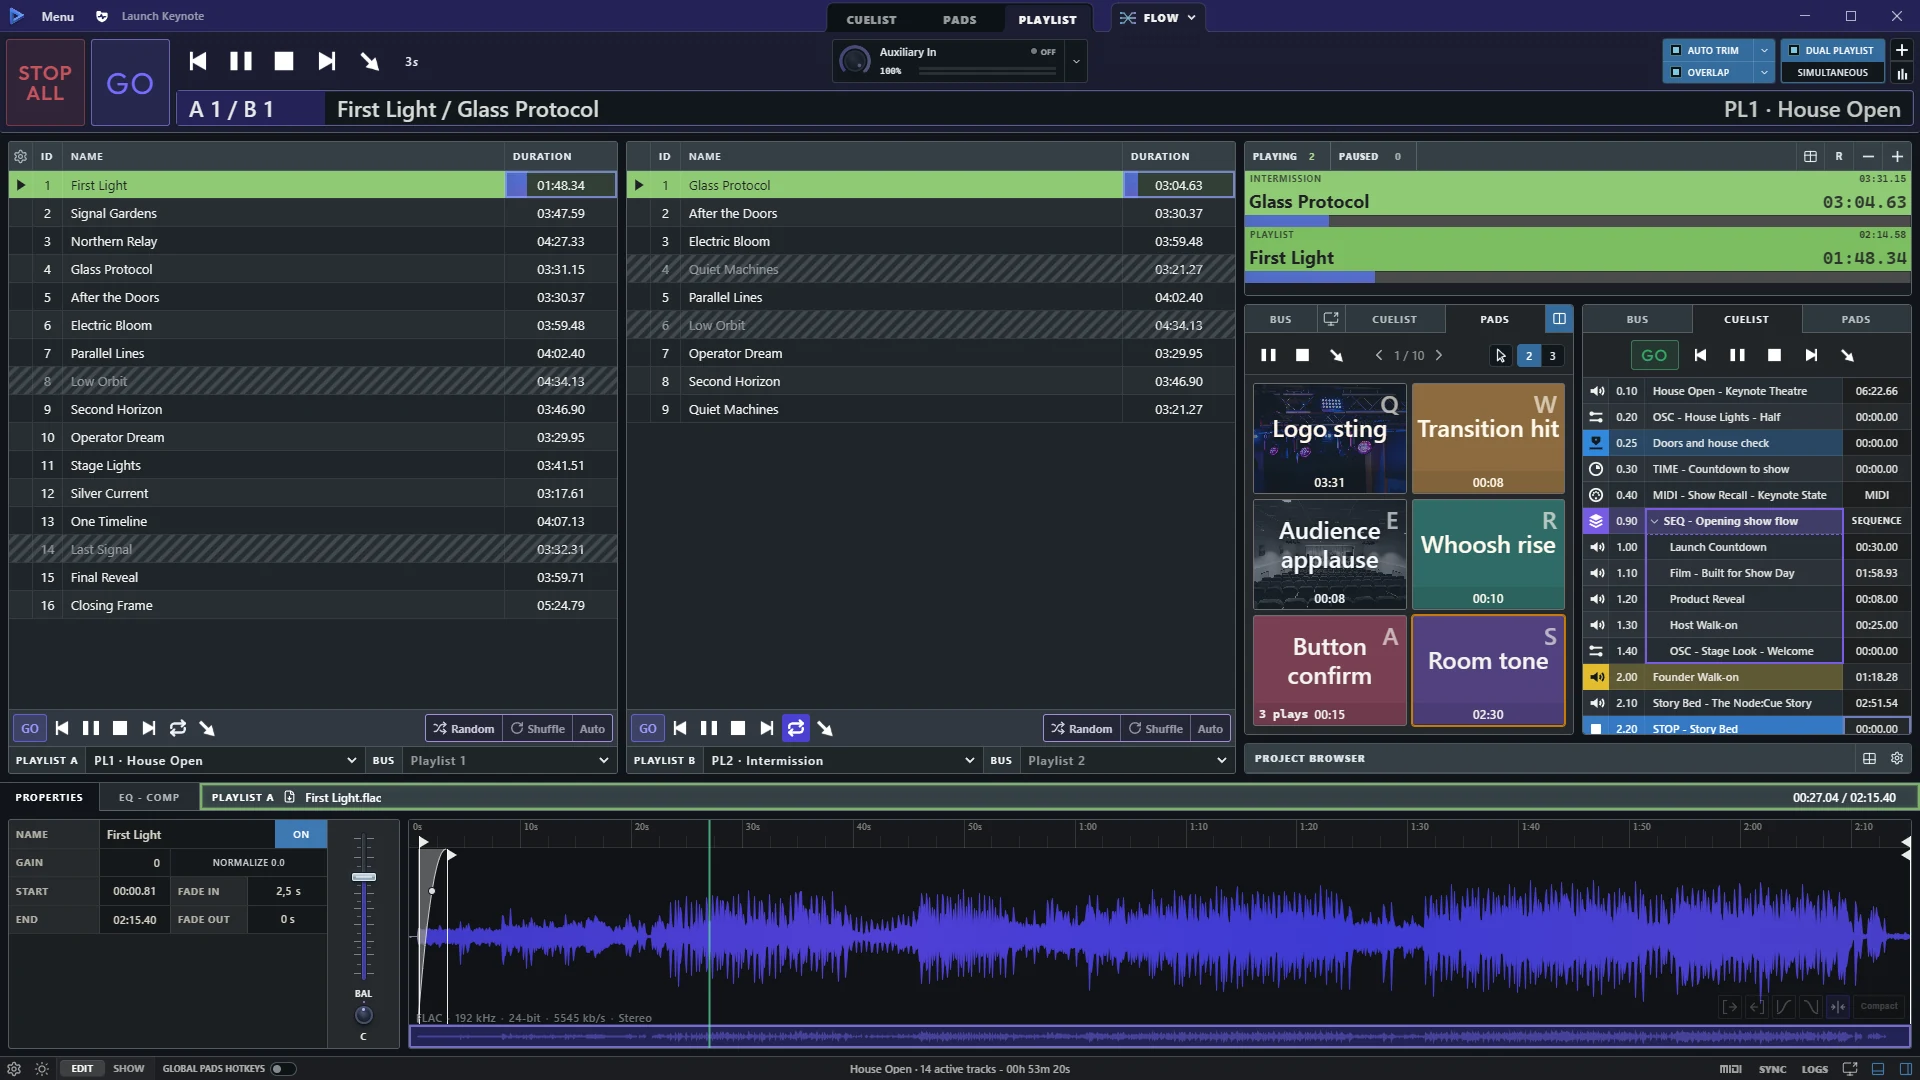 Menu
Launch Keynote
CUELIST
PADS
PLAYLIST
FLOW
STOP ALL
GO
3s
Auxiliary In
OFF
100%
AUTO TRIM
OVERLAP
DUAL PLAYLIST
SIMULTANEOUS
A 1 / B 1
First Light / Glass Protocol
PL1 · House Open
ID NAME DURATION
1 First Light 01:48.34
2 Signal Gardens 03:47.59
3 Northern Relay 04:27.33
4 Glass Protocol 03:31.15
5 After the Doors 03:30.37
6 Electric Bloom 03:59.48
7 Parallel Lines 04:02.40
8 Low Orbit 04:34.13
9 Second Horizon 03:46.90
10 Operator Dream 03:29.95
11 Stage Lights 03:41.51
12 Silver Current 03:17.61
13 One Timeline 04:07.13
14 Last Signal 03:32.31
15 Final Reveal 03:59.71
16 Closing Frame 05:24.79
GO Random Shuffle Auto
PLAYLIST A PL1 · House Open BUS Playlist 1
ID NAME DURATION
1 Glass Protocol 03:04.63
2 After the Doors 03:30.37
3 Electric Bloom 03:59.48
4 Quiet Machines 03:21.27
5 Parallel Lines 04:02.40
6 Low Orbit 04:34.13
7 Operator Dream 03:29.95
8 Second Horizon 03:46.90
9 Quiet Machines 03:21.27
GO Random Shuffle Auto
PLAYLIST B PL2 · Intermission BUS Playlist 2
PLAYING 2 PAUSED 0 R
INTERMISSION 03:31.15
Glass Protocol 03:04.63
PLAYLIST 02:14.58
First Light 01:48.34
BUS CUELIST PADS
1 / 10 2 3
Q
Logo sting
03:31
W
Transition hit
00:08
E
Audience applause
00:08
R
Whoosh rise
00:10
A
Button confirm
3 plays 00:15
S
Room tone
02:30
BUS CUELIST PADS
GO
0.10 House Open - Keynote Theatre 06:22.66
0.20 OSC - House Lights - Half 00:00.00
0.25 Doors and house check 00:00.00
0.30 TIME - Countdown to show 00:00.00
0.40 MIDI - Show Recall - Keynote State MIDI
0.90 SEQ - Opening show flow SEQUENCE
1.00 Launch Countdown 00:30.00
1.10 Film - Built for Show Day 01:58.93
1.20 Product Reveal 00:08.00
1.30 Host Walk-on 00:25.00
1.40 OSC - Stage Look - Welcome 00:00.00
2.00 Founder Walk-on 01:18.28
2.10 Story Bed - The Node:Cue Story 02:51.54
2.20 STOP - Story Bed 00:00.00
PROJECT BROWSER
PROPERTIES EQ - COMP PLAYLIST A First Light.flac 00:27.04 / 02:15.40
NAME First Light ON
GAIN 0 NORMALIZE 0.0
START 00:00.81 FADE IN 2,5 s
END 02:15.40 FADE OUT 0 s
BAL
C
0s 10s 20s 30s 40s 50s 1:00 1:10 1:20 1:30 1:40 1:50 2:00 2:10
FLAC · 192 kHz · 24-bit · 5545 kb/s · Stereo
Compact
EDIT SHOW GLOBAL PADS HOTKEYS
House Open · 14 active tracks - 00h 53m 20s
MIDI SYNC LOGS